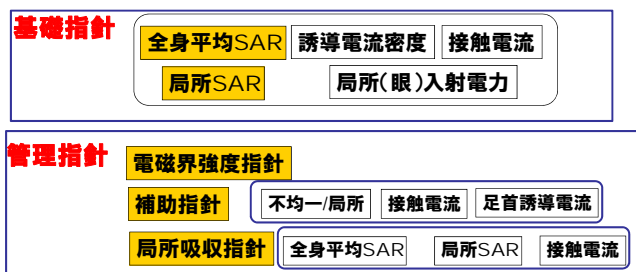 基礎指針
全身平均SAR 誘導電流密度 接触電流
局所SAR 局所(眼)入射電力
管理指針
電磁界強度指針
補助指針 不均一/局所 接触電流 足首誘導電流
局所吸収指針 全身平均SAR 局所SAR 接触電流